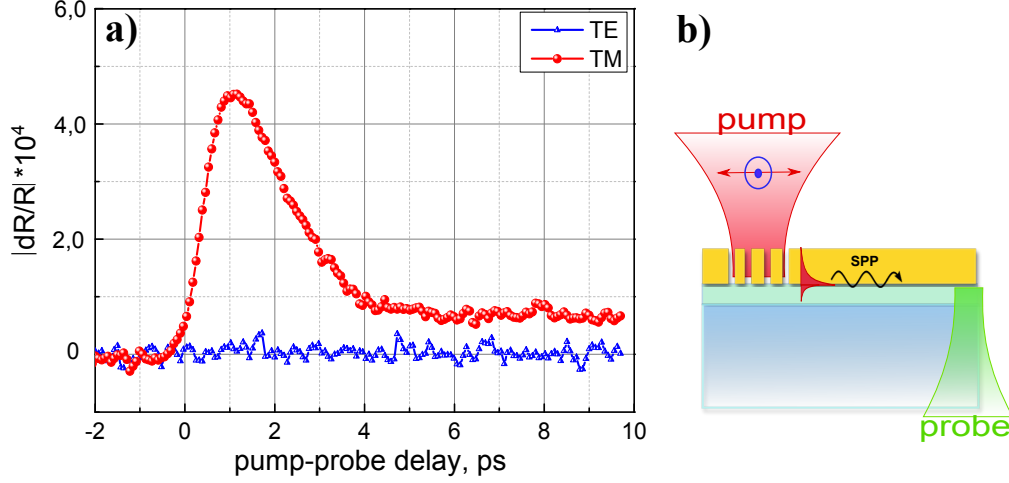 a)
TE
TM
|dR/R| *10⁴
6,0
4,0
2,0
0
-2 0 2 4 6 8 10
pump-probe delay, ps
b)
pump
SPP
probe